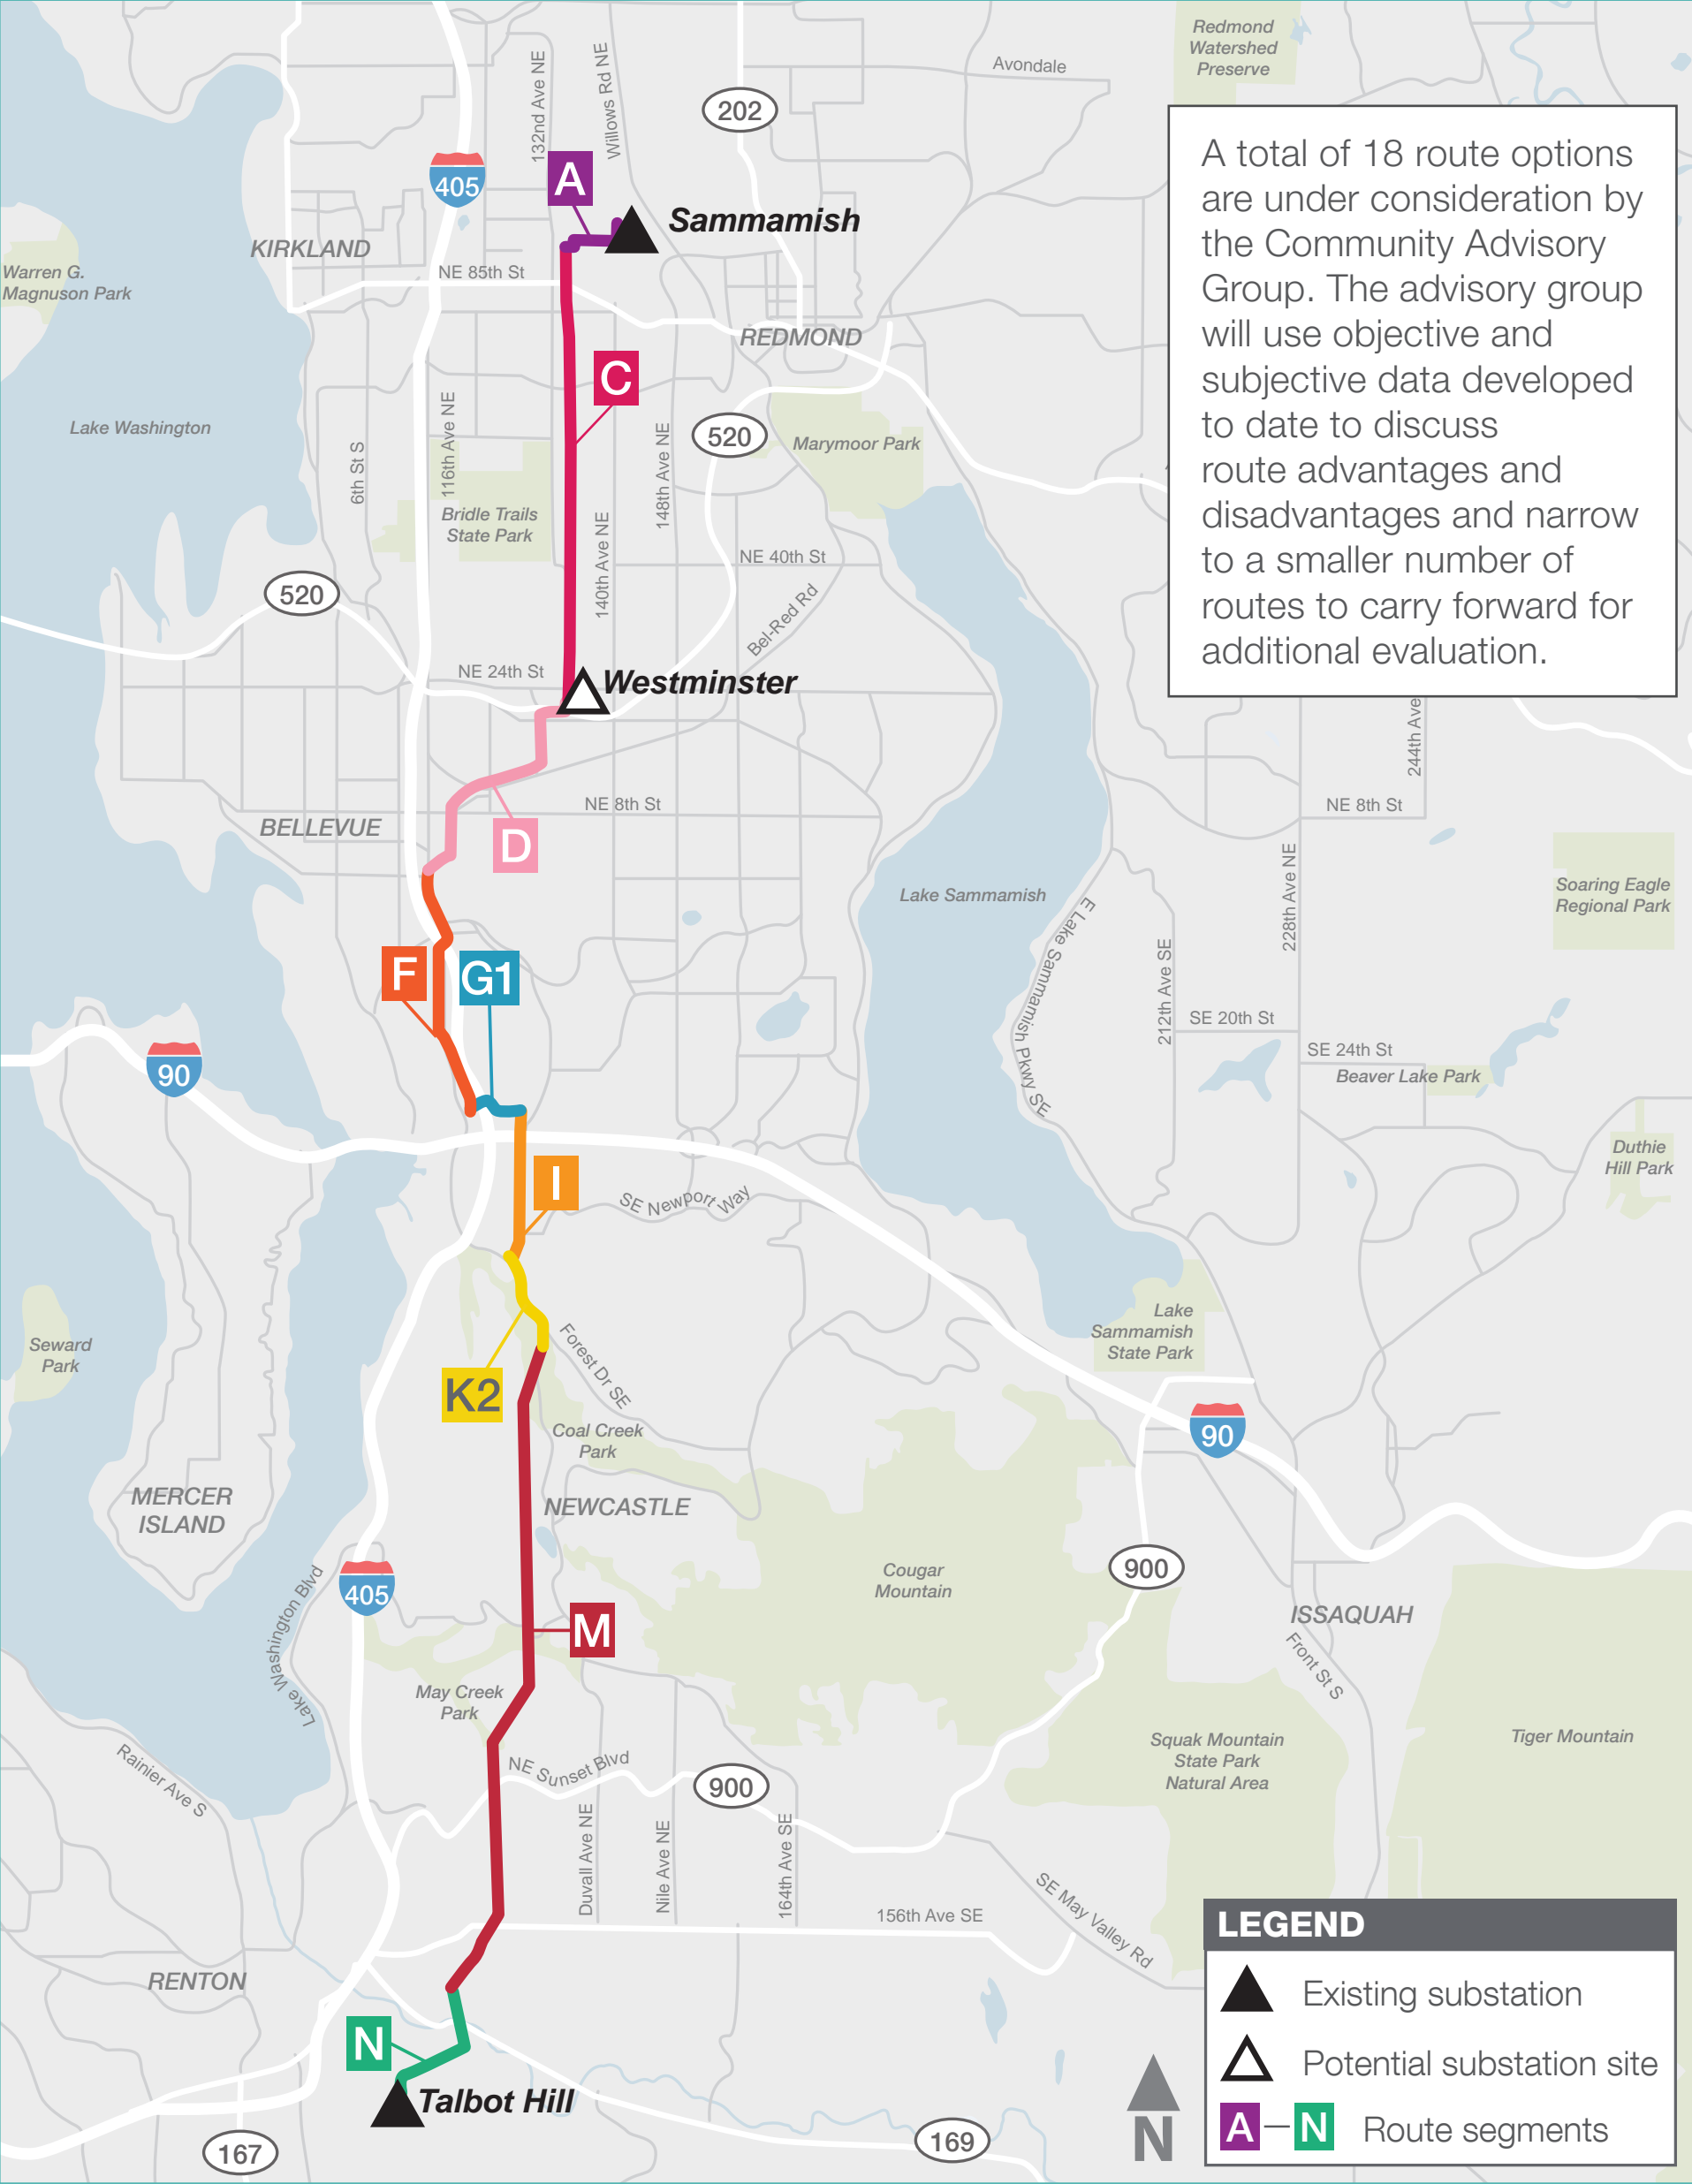 Redmond
Watershed
Preserve
Avondale
132nd Ave NE
Willows Rd NE
202
A total of 18 route options
are under consideration by
the Community Advisory
Group. The advisory group
will use objective and
subjective data developed
to date to discuss
route advantages and
disadvantages and narrow
to a smaller number of
routes to carry forward for
additional evaluation.
405
A
Sammamish
KIRKLAND
Warren G.
Magnuson Park
NE 85th St
REDMOND
C
Lake Washington
6th St S
116th Ave NE
148th Ave NE
520
Marymoor Park
Bridle Trails
State Park
140th Ave NE
NE 40th St
520
Bel-Red Rd
NE 24th St
Westminster
244th Ave
NE 8th St
NE 8th St
BELLEVUE
D
Lake Sammamish
228th Ave NE
Soaring Eagle
Regional Park
E Lake Sammamish Pkwy SE
212th Ave SE
F
G1
SE 20th St
SE 24th St
Beaver Lake Park
90
Duthie
Hill Park
I
SE Newport Way
Lake
Sammamish
State Park
Seward
Park
Forest Dr SE
K2
Coal Creek
Park
90
MERCER
ISLAND
NEWCASTLE
Cougar
Mountain
900
405
Lake Washington Blvd
ISSAQUAH
Front St S
M
May Creek
Park
Squak Mountain
State Park
Natural Area
Tiger Mountain
Rainier Ave S
NE Sunset Blvd
900
Duvall Ave NE
Nile Ave NE
164th Ave SE
156th Ave SE
SE May Valley Rd
RENTON
N
Talbot Hill
167
169
N
LEGEND
Existing substation
Potential substation site
A — N Route segments